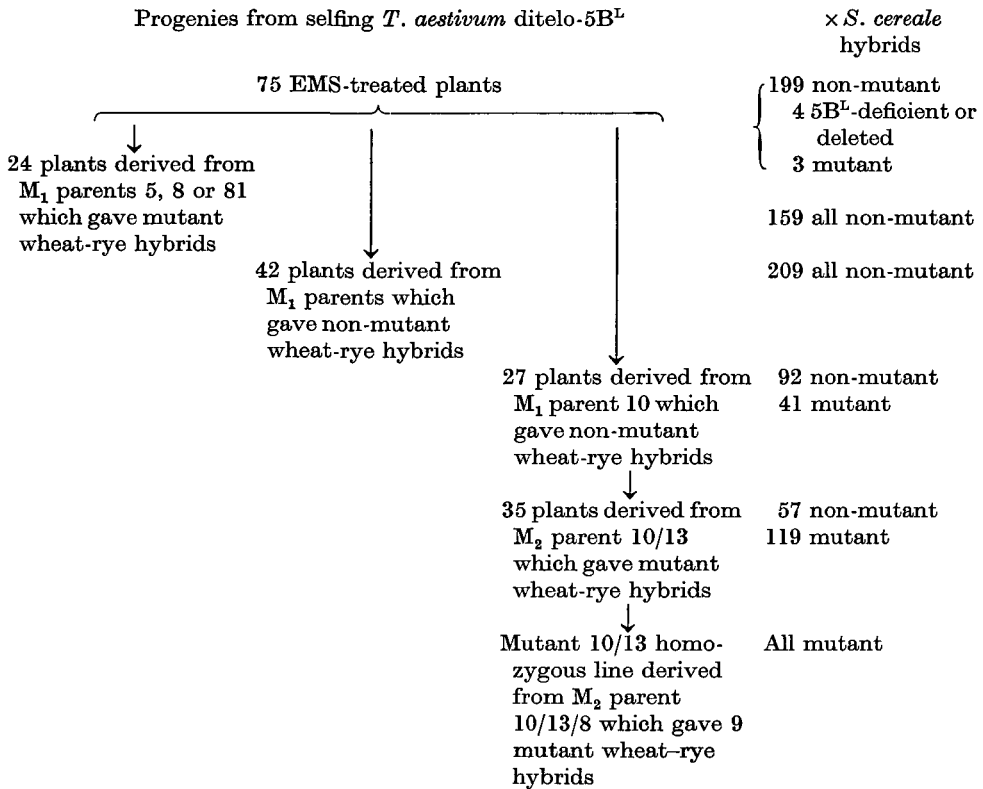 Progenies from selfing T. aestivum ditelo-5Bᴸ
× S. cereale
hybrids
75 EMS-treated plants
199 non-mutant
4 5Bᴸ-deficient or
deleted
3 mutant
24 plants derived from
M₁ parents 5, 8 or 81
which gave mutant
wheat-rye hybrids
159 all non-mutant
42 plants derived from
M₁ parents which
gave non-mutant
wheat-rye hybrids
209 all non-mutant
27 plants derived from
M₁ parent 10 which
gave non-mutant
wheat-rye hybrids
92 non-mutant
41 mutant
35 plants derived from
M₂ parent 10/13
which gave mutant
wheat-rye hybrids
57 non-mutant
119 mutant
Mutant 10/13 homo-
zygous line derived
from M₂ parent
10/13/8 which gave 9
mutant wheat–rye
hybrids
All mutant